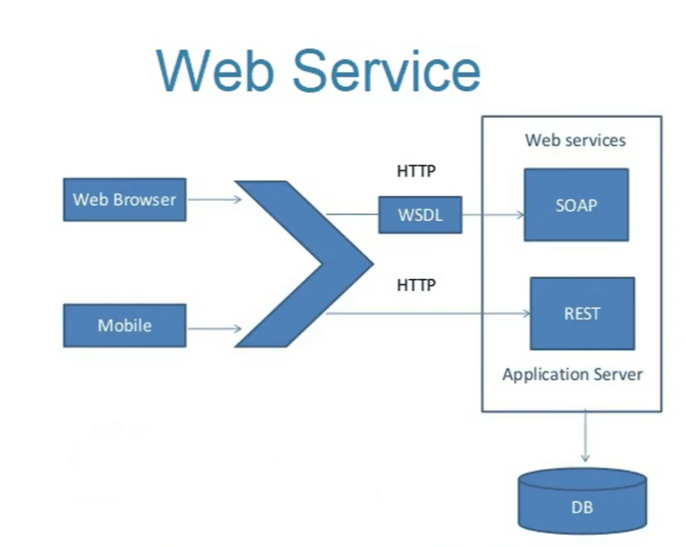 Web Service
Web services
HTTP
Web Browser
WSDL
SOAP
HTTP
Mobile
REST
Application Server
DB